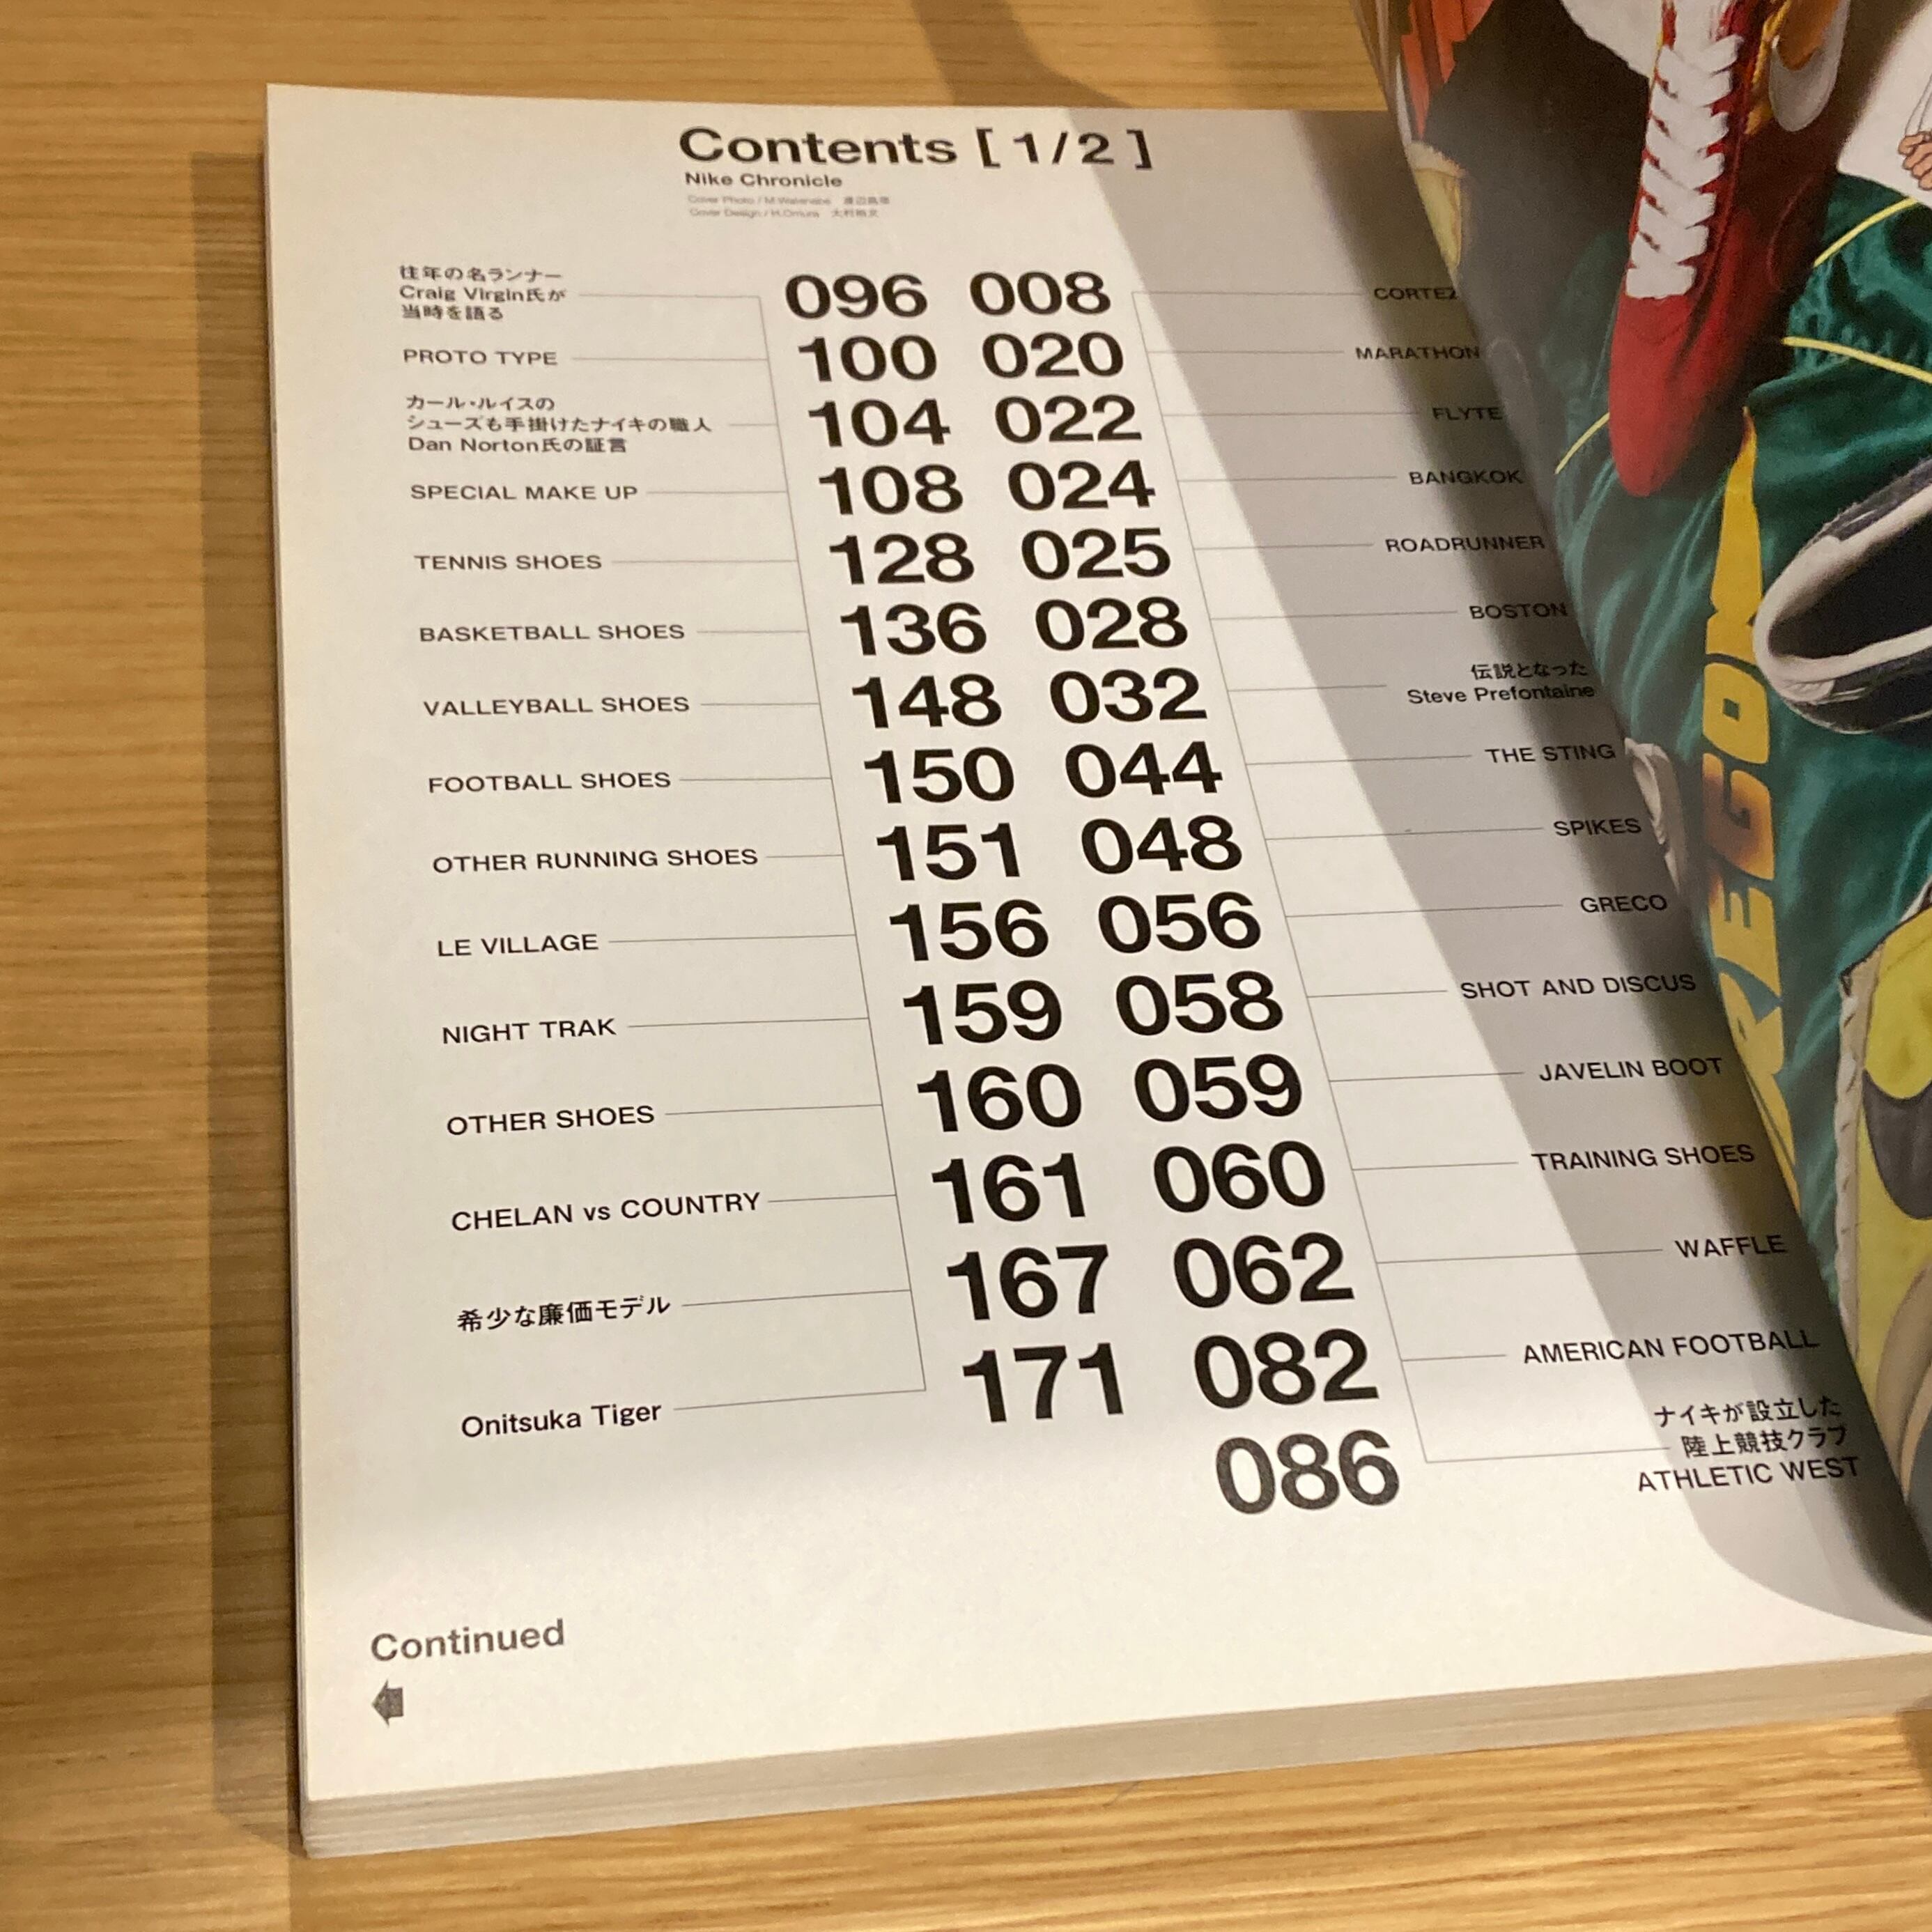 Contents [ 1/2 ]
Nike Chronicle
Cover Photo / M.Watanabe
Cover Design / H.Omura
往年の名ランナー
Craig Virgin氏が
当時を語る
096 008
CORTEZ
PROTO TYPE
100 020
MARATHON
カール・ルイスの
シューズも手掛けたナイキの職人
Dan Norton氏の証言
104 022
FLYTE
SPECIAL MAKE UP
108 024
BANGKOK
TENNIS SHOES
128 025
ROADRUNNER
BASKETBALL SHOES
136 028
BOSTON
VALLEYBALL SHOES
148 032
伝説となった
Steve Prefontaine
FOOTBALL SHOES
150 044
THE STING
OTHER RUNNING SHOES
151 048
SPIKES
LE VILLAGE
156 056
GRECO
NIGHT TRAK
159 058
SHOT AND DISCUS
OTHER SHOES
160 059
JAVELIN BOOT
CHELAN vs COUNTRY
161 060
TRAINING SHOES
希少な廉価モデル
167 062
WAFFLE
Onitsuka Tiger
171 082
AMERICAN FOOTBALL
086
ナイキが設立した
陸上競技クラブ
ATHLETIC WEST
Continued
REGON